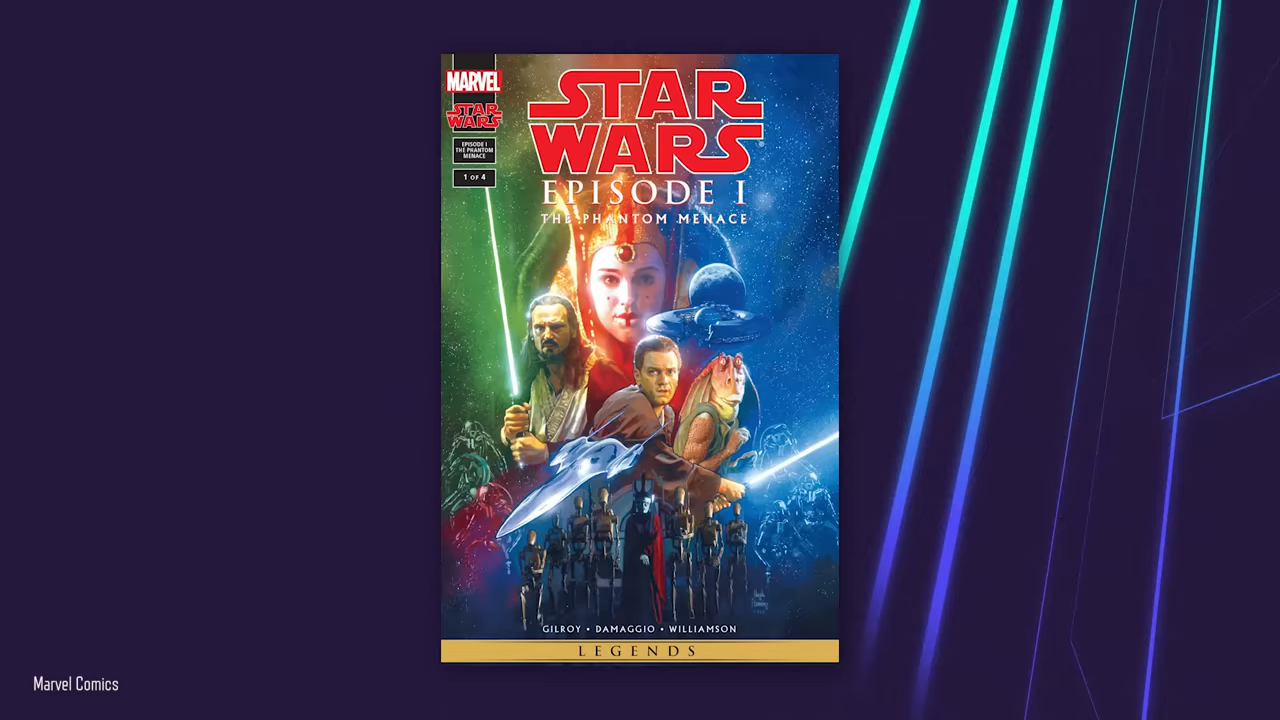 MARVEL
STAR
WARS
EPISODE I
THE PHANTOM
MENACE
1 OF 4
STAR
WARS
EPISODE I
THE PHANTOM MENACE
GILROY • DAMAGGIO • WILLIAMSON
LEGENDS
Marvel Comics